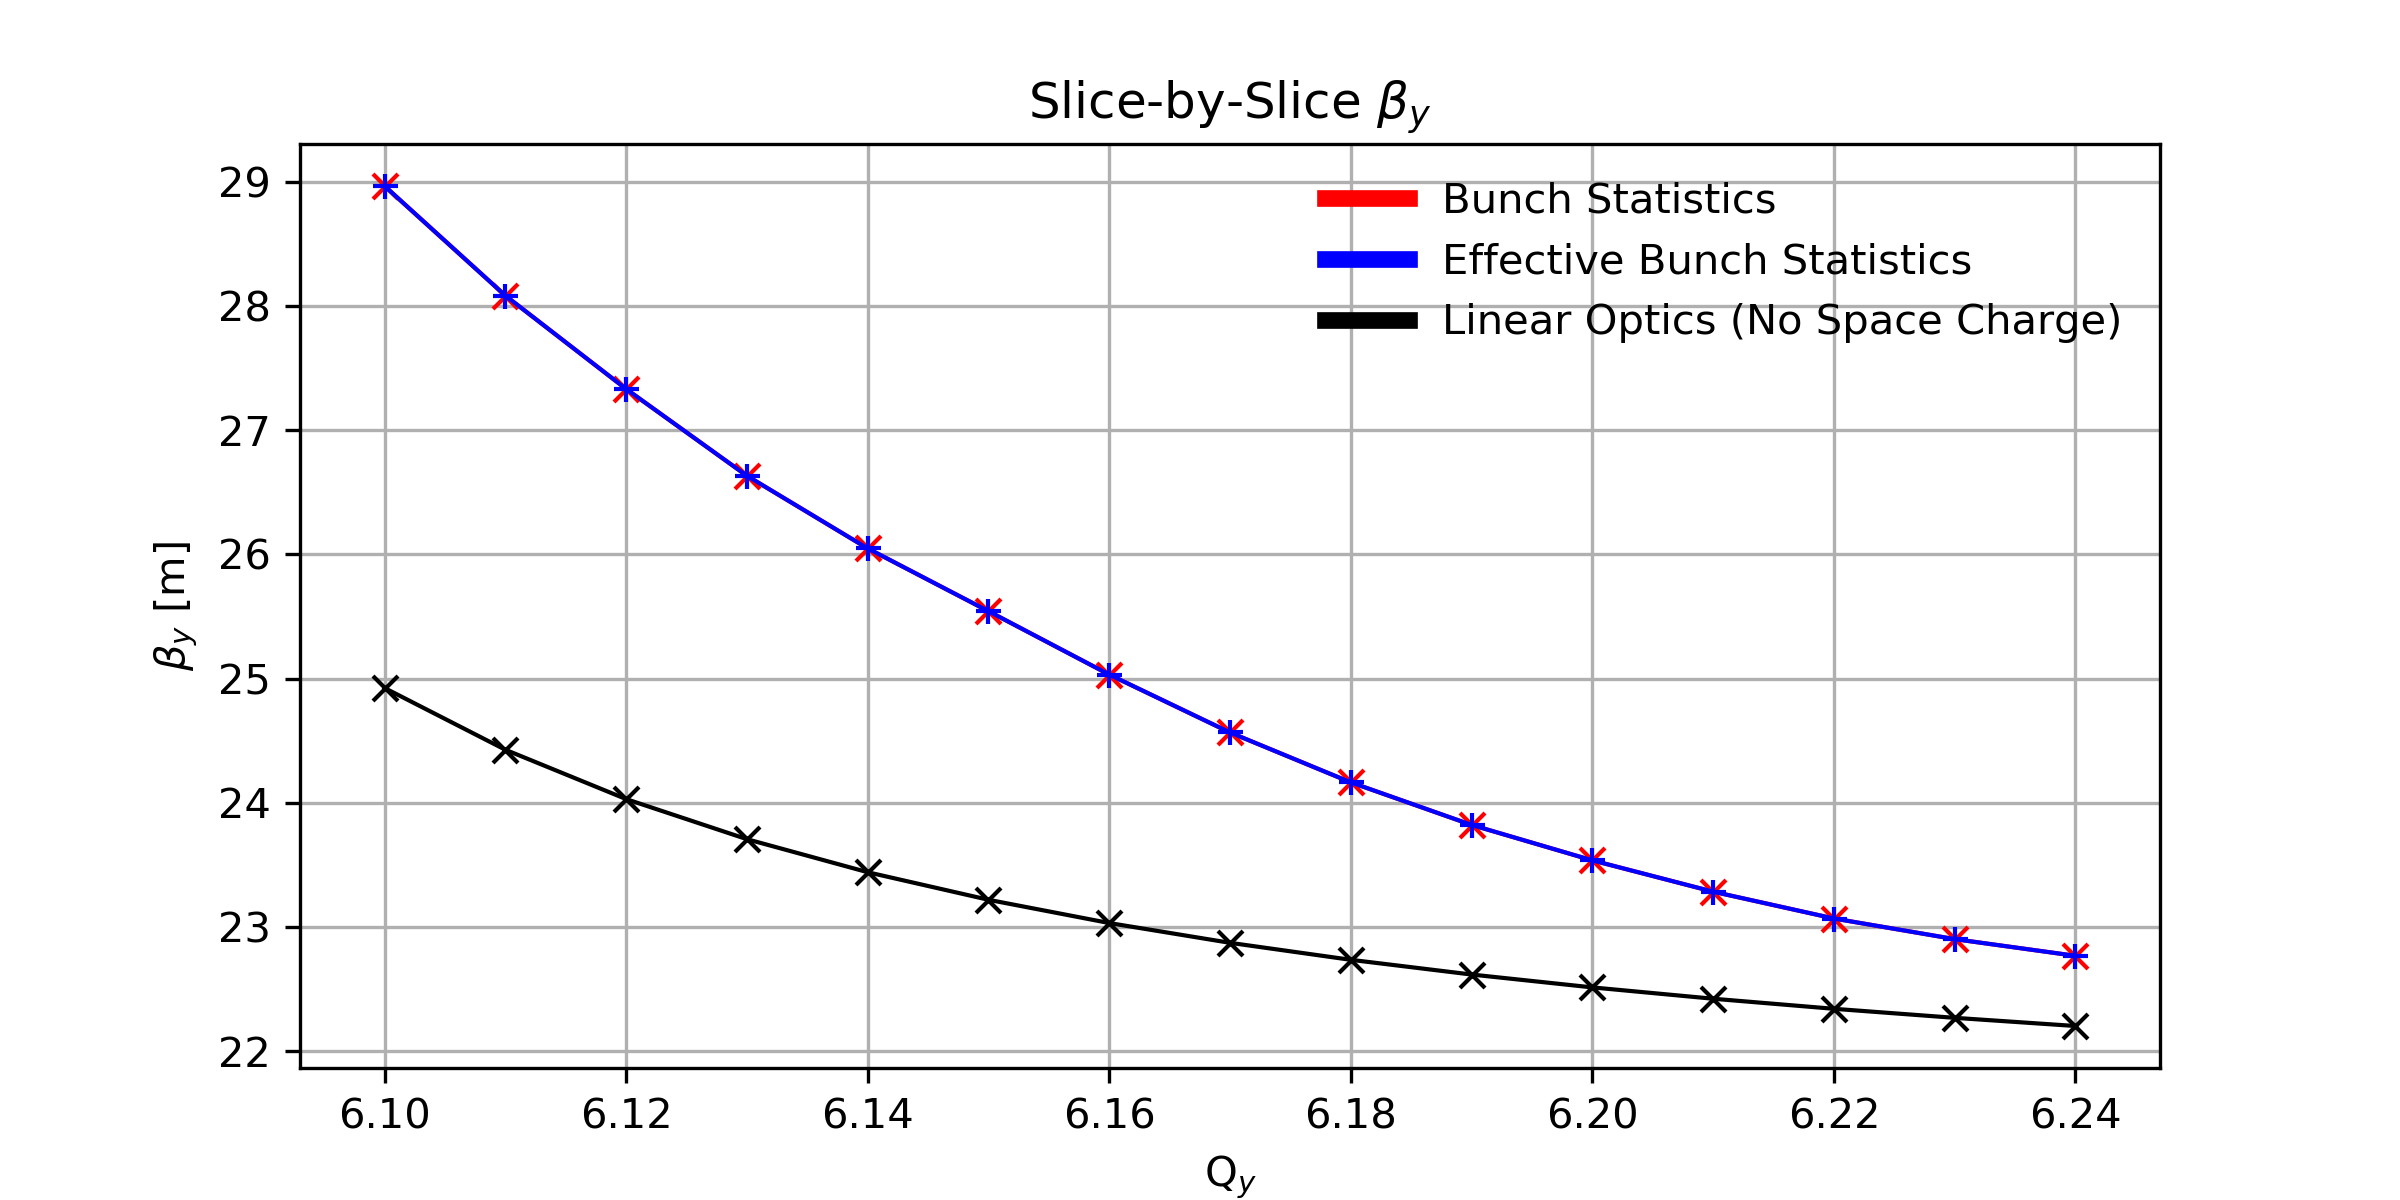 Slice-by-Slice βy
29
28
27
26
25
24
23
22
βy [m]
Bunch Statistics
Effective Bunch Statistics
Linear Optics (No Space Charge)
6.10 6.12 6.14 6.16 6.18 6.20 6.22 6.24
Qy